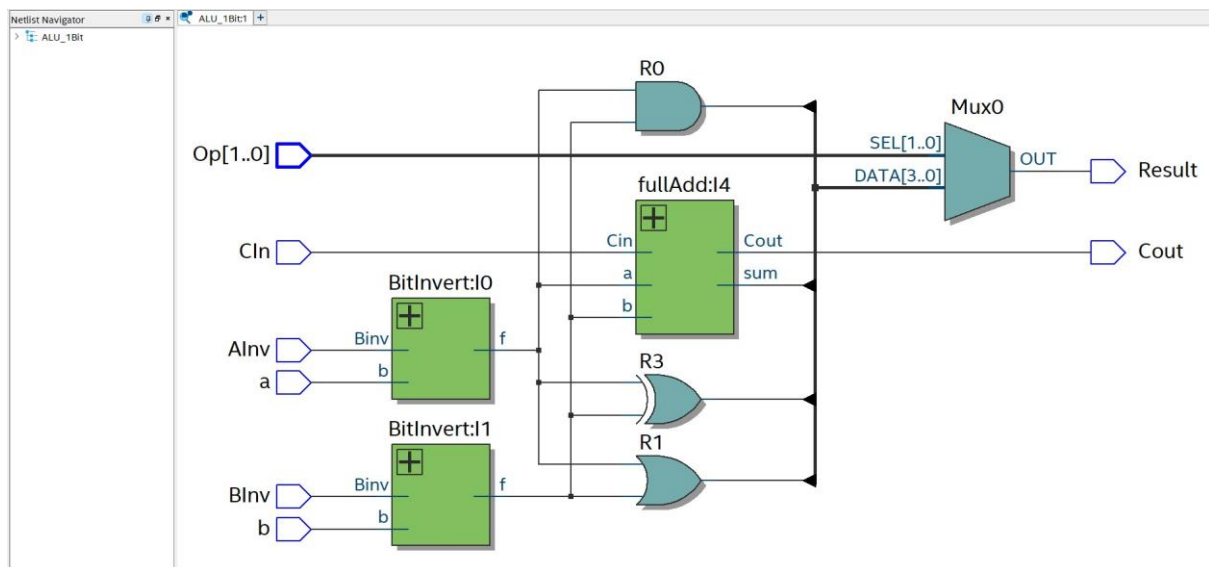 Netlist Navigator
ALU_1Bit:1
ALU_1Bit
R0
Mux0
Op[1..0]
SEL[1..0]
OUT
Result
DATA[3..0]
fullAdd:I4
CIn
Cin
Cout
Cout
a
sum
BitInvert:I0
b
AInv
Binv
f
a
b
R3
BitInvert:I1
R1
BInv
Binv
f
b
b